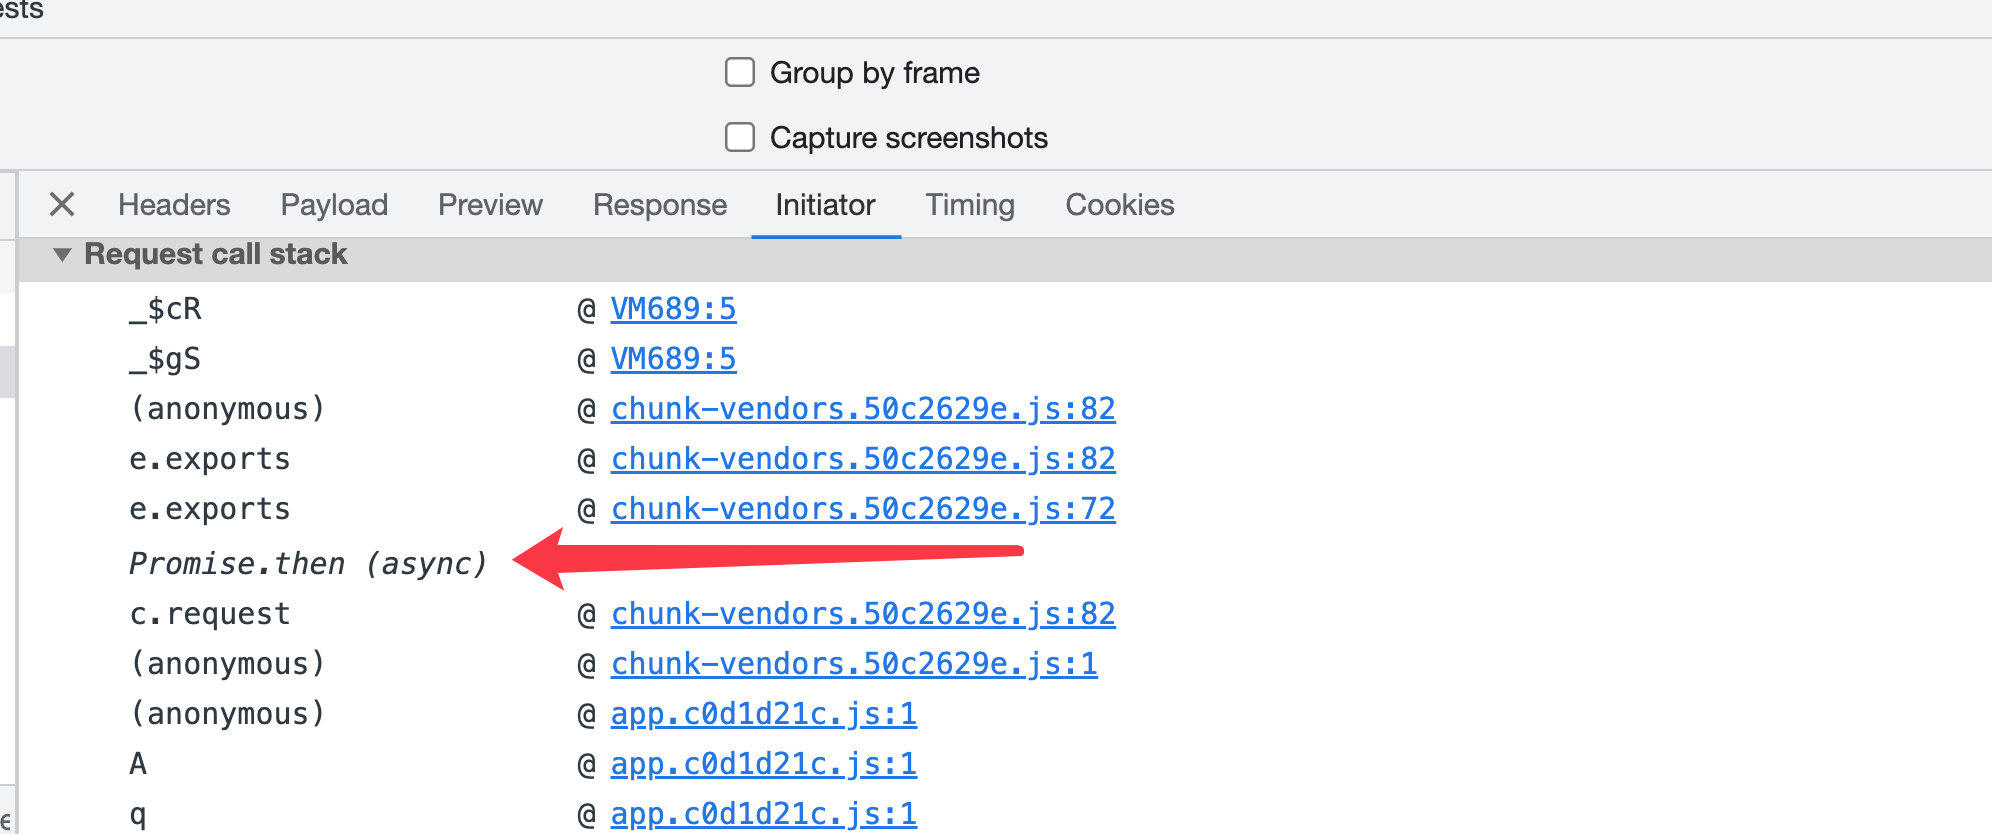 ests
Group by frame
Capture screenshots
Headers Payload Preview Response Initiator Timing Cookies
Request call stack
_$cR @ VM689:5
_$gS @ VM689:5
(anonymous) @ chunk-vendors.50c2629e.js:82
e.exports @ chunk-vendors.50c2629e.js:82
e.exports @ chunk-vendors.50c2629e.js:72
Promise.then (async)
c.request @ chunk-vendors.50c2629e.js:82
(anonymous) @ chunk-vendors.50c2629e.js:1
(anonymous) @ app.c0d1d21c.js:1
A @ app.c0d1d21c.js:1
q @ app.c0d1d21c.js:1